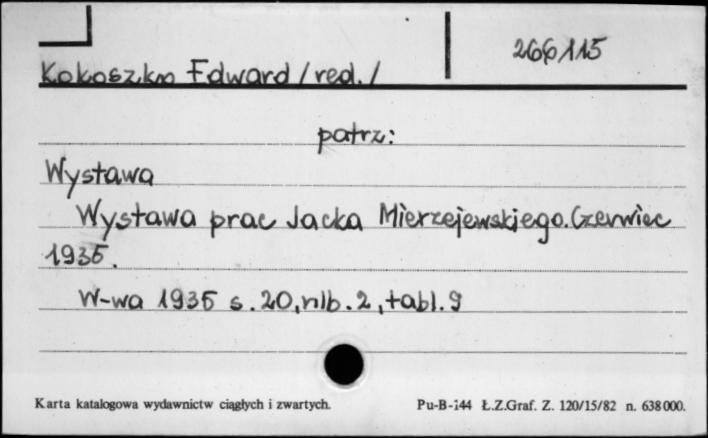 266115
Kokoszko Edward /red./
patrz:
Wystawa
Wystawa prac Jacka Mierzejewskiego. Czerwiec
1935.
W-wa 1935 s. 20, nlb. 2, tabl. 9
Karta katalogowa wydawnictw ciągłych i zwartych.
Pu-B-144 Ł.Z.Graf. Z. 120/15/82 n. 638000.